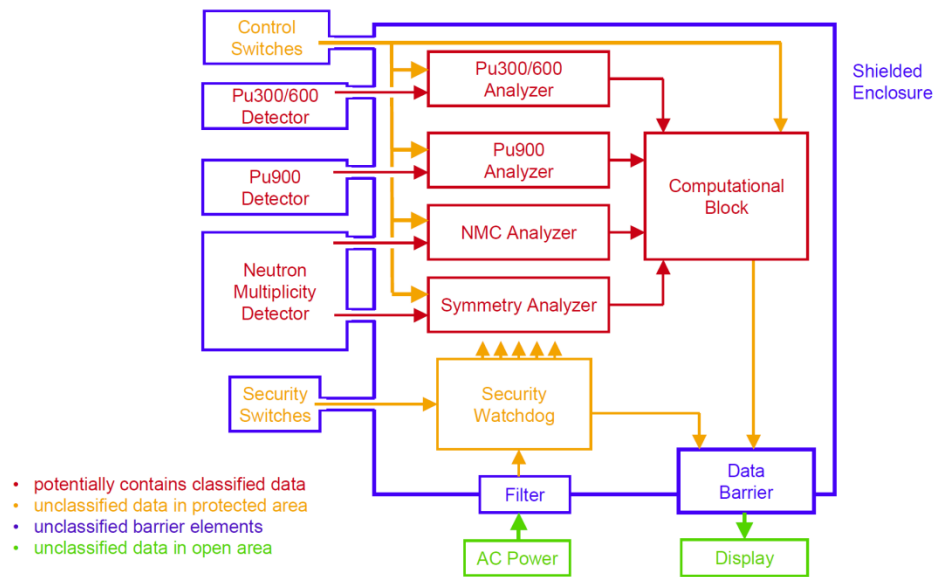 Control
Switches
Pu300/600
Analyzer
Shielded
Enclosure
Pu300/600
Detector
Pu900
Analyzer
Computational
Block
Pu900
Detector
NMC Analyzer
Neutron
Multiplicity
Detector
Symmetry Analyzer
Security
Switches
Security
Watchdog
Data
Barrier
Filter
• potentially contains classified data
• unclassified data in protected area
• unclassified barrier elements
• unclassified data in open area
AC Power
Display